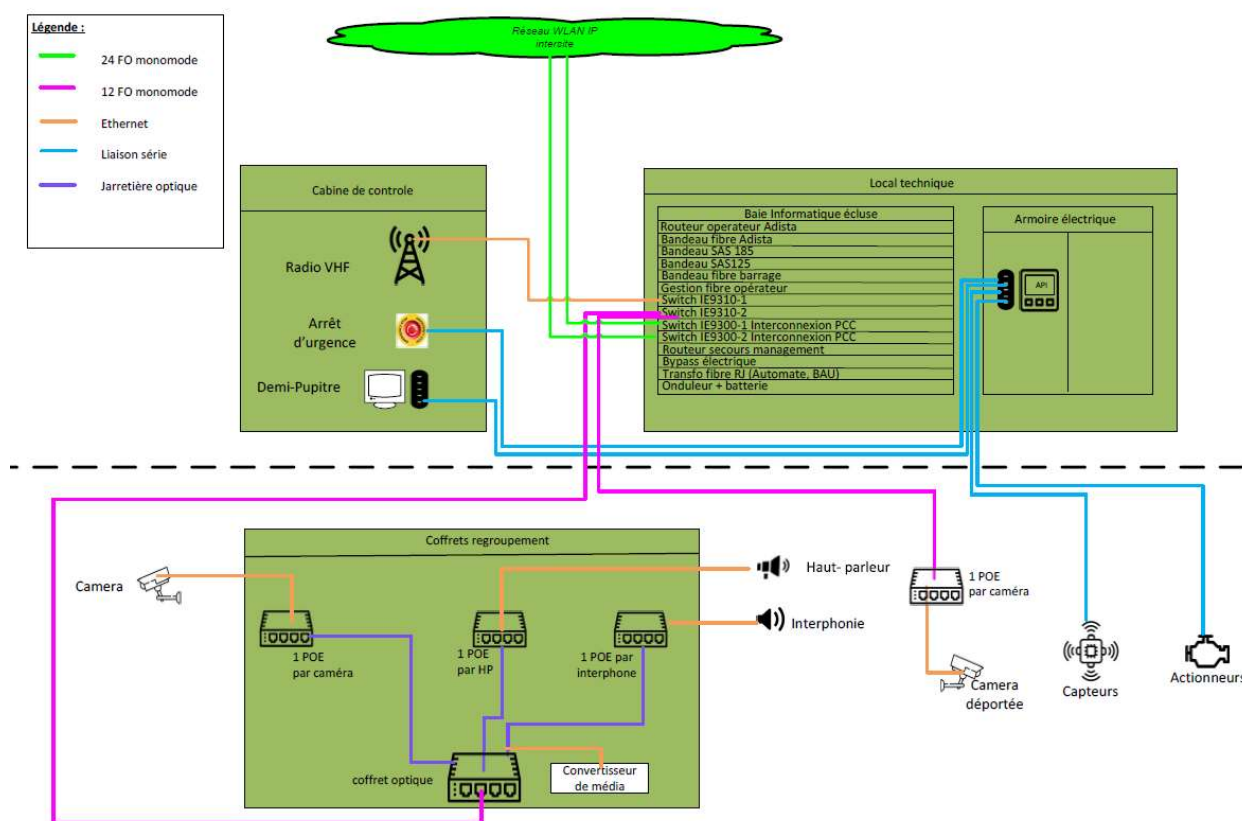 Légende :
24 FO monomode
12 FO monomode
Ethernet
Liaison série
Jarretière optique
Réseau WLAN IP
intersite
Cabine de controle
Radio VHF
Arrêt
d'urgence
Demi-Pupitre
Local technique
Baie Informatique écluse
Routeur operateur Adista
Bandeau fibre Adista
Bandeau SAS 185
Bandeau SAS125
Bandeau fibre barrage
Gestion fibre opérateur
Switch IE9310-1
Switch IE9310-2
Switch IE9300-1 Interconnexion PCC
Switch IE9300-2 Interconnexion PCC
Routeur secours management
Bypass électrique
Transfo fibre RJ (Automate, BAU)
Onduleur + batterie
Armoire électrique
API
Coffrets regroupement
Camera
1 POE
par caméra
1 POE
par HP
1 POE par
interphone
coffret optique
Convertisseur
de média
Haut- parleur
Interphonie
1 POE
par caméra
Camera
déportée
Capteurs
Actionneurs